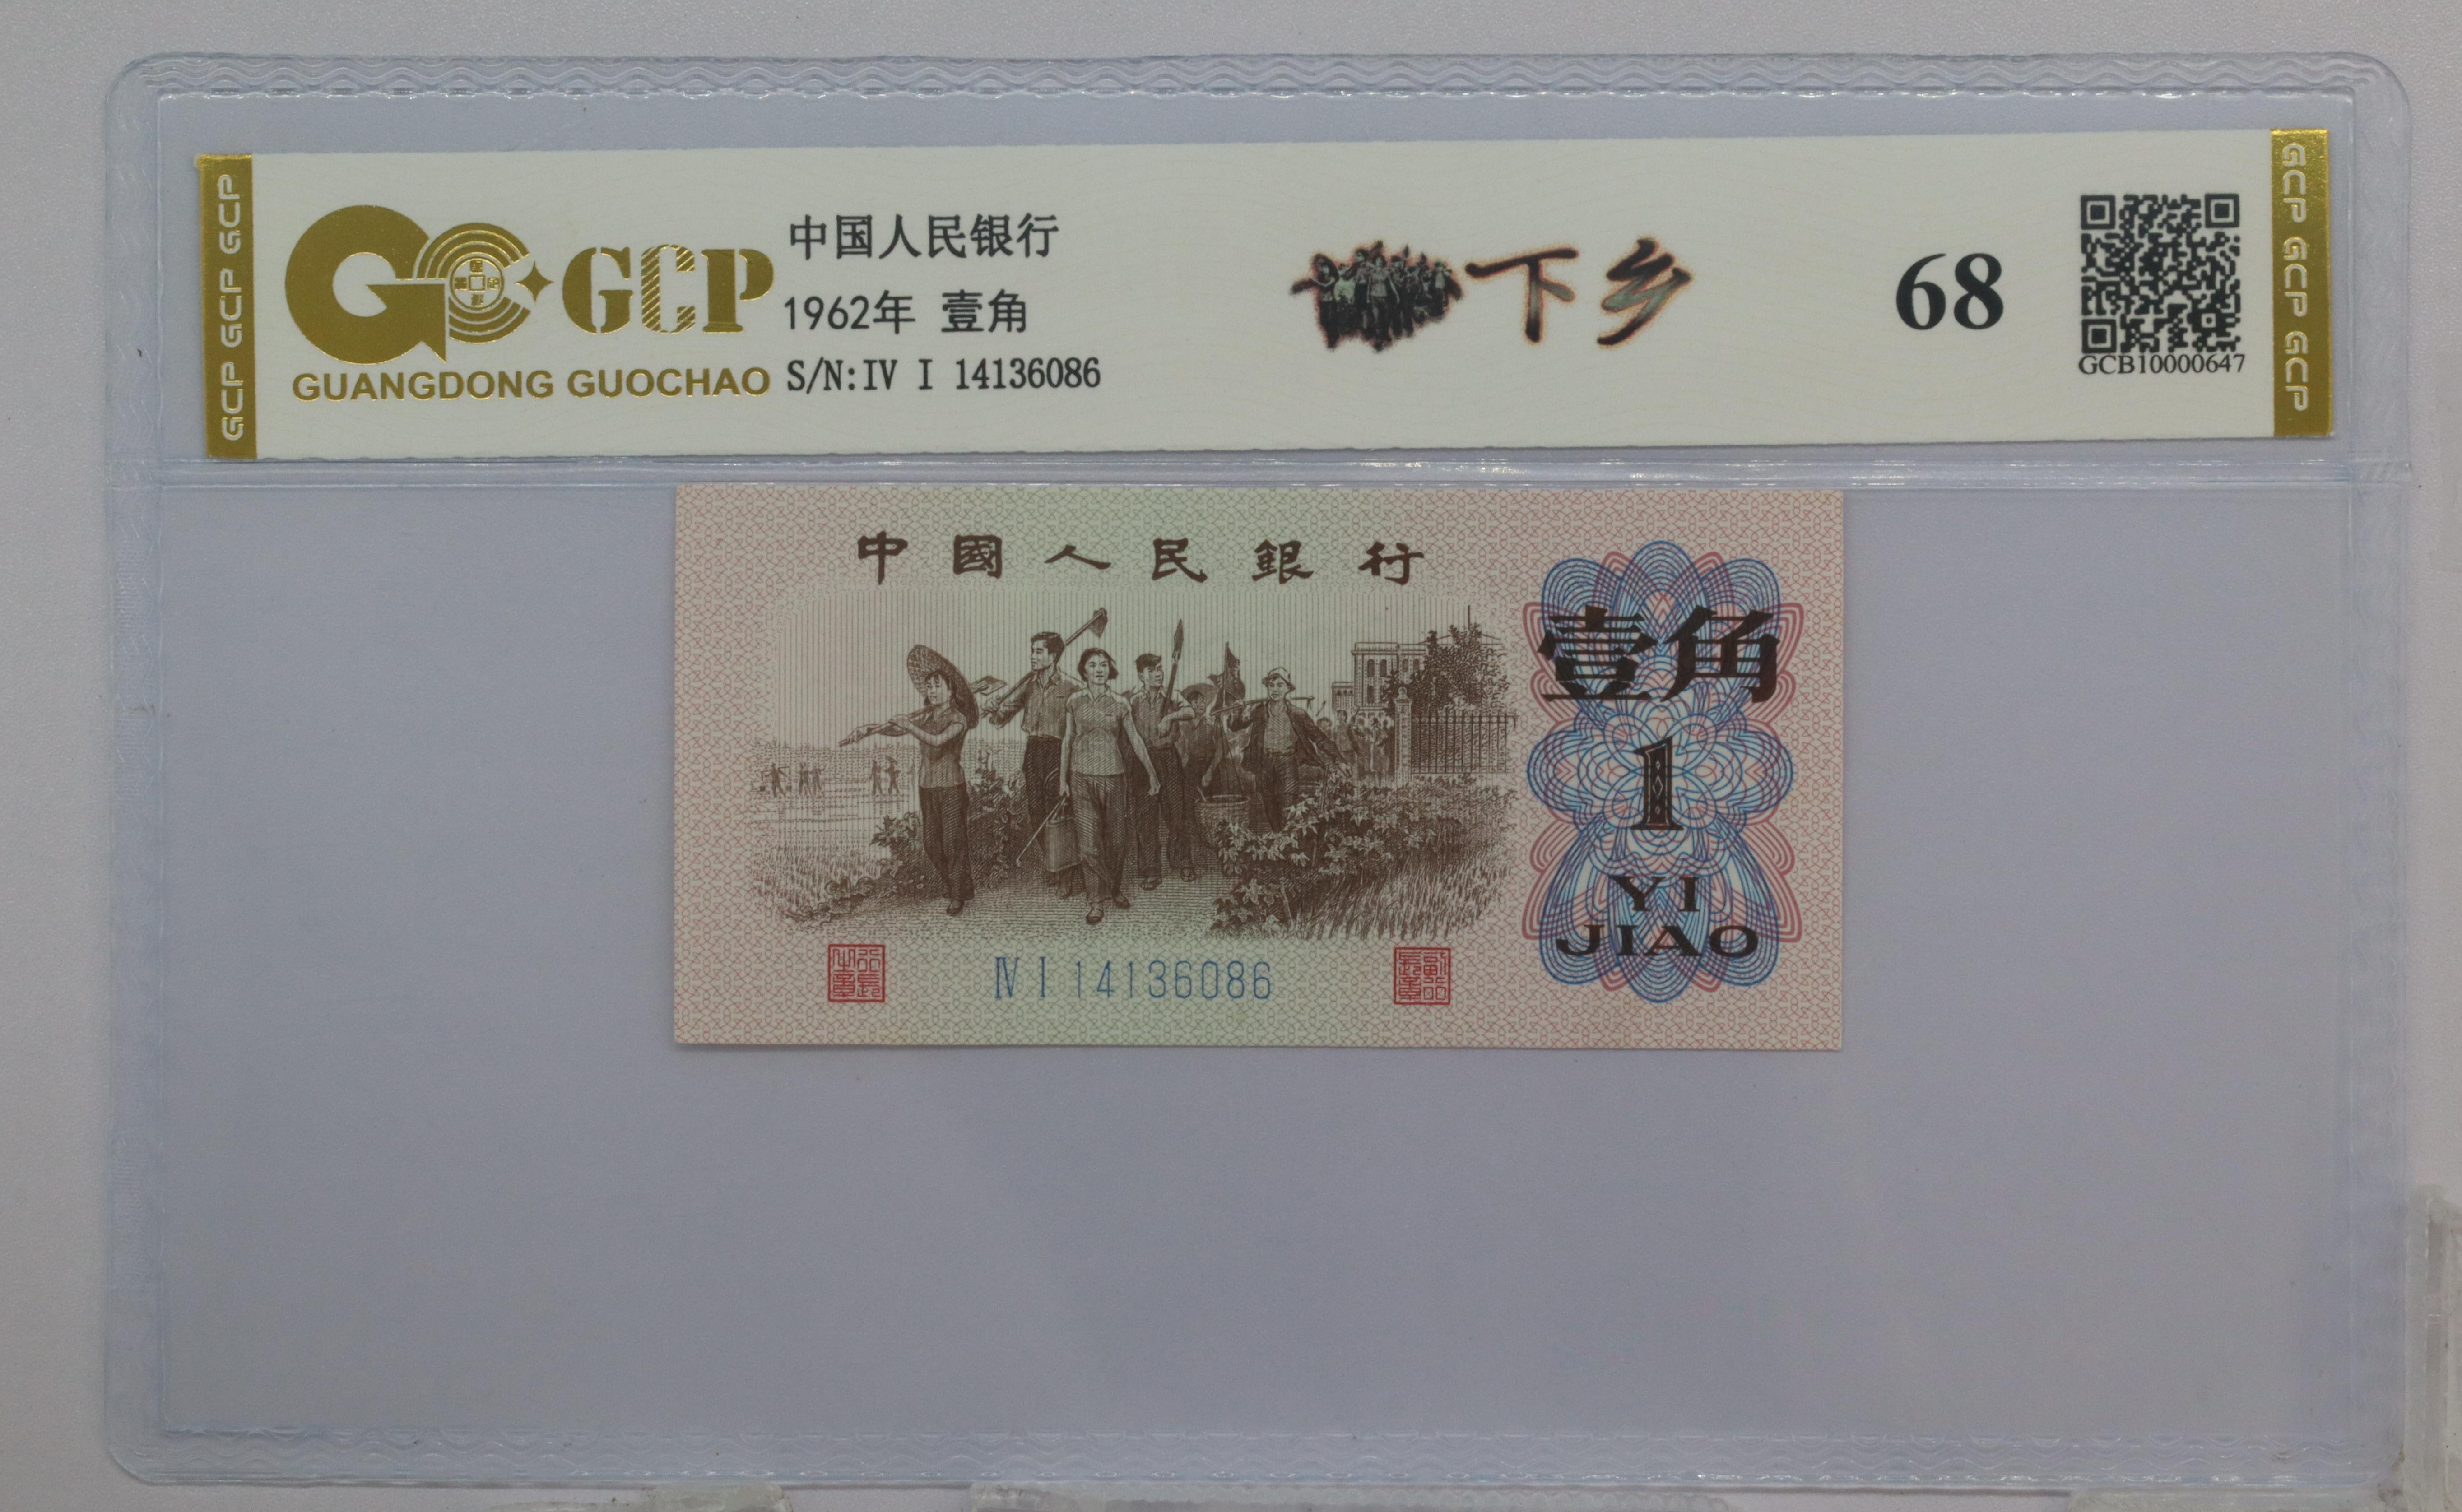 GCP GCP GCP
GCP
GUANGDONG GUOCHAO
中国人民银行
1962年 壹角
S/N:IV I 14136086
下乡
68
GCB10000647
GCP GCP GCP
中國人民銀行
壹角
1
YI
JIAO
IV I 14136086